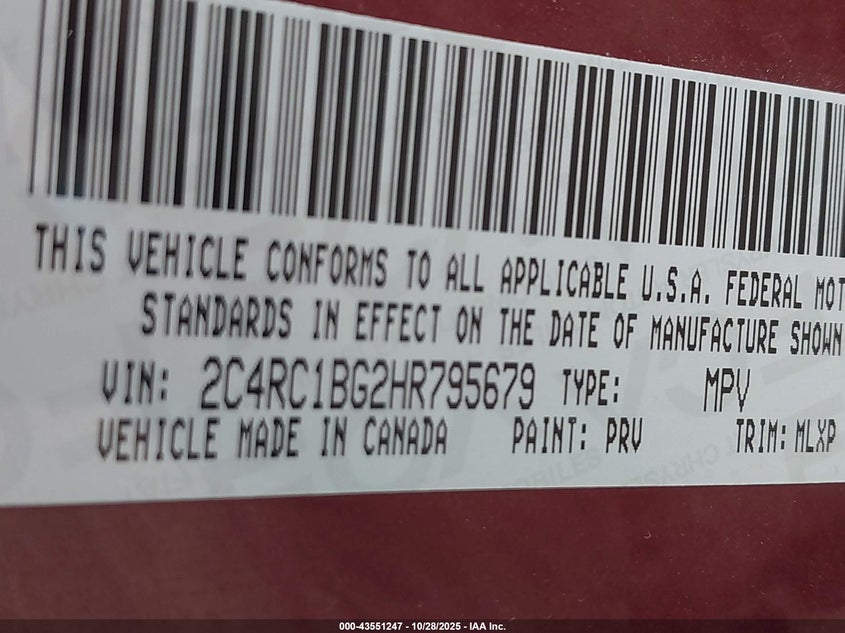 THIS VEHICLE CONFORMS TO ALL APPLICABLE U.S.A. FEDERAL MOT
STANDARDS IN EFFECT ON THE DATE OF MANUFACTURE SHOWN
VIN: 2C4RC1BG2HR795679 TYPE: MPV
VEHICLE MADE IN CANADA PAINT: PRV TRIM: MLXP
000-43551247 - 10/28/2025 - IAA Inc.